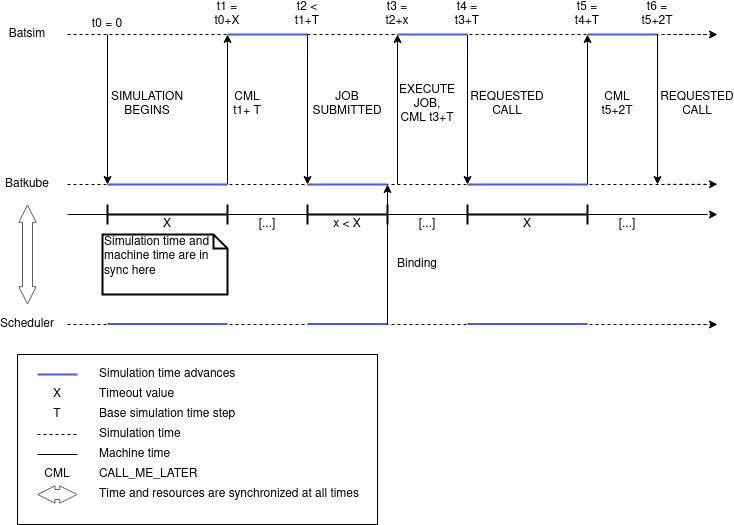 t0 = 0
t1 =
t0+X
t2 <
t1+T
t3 =
t2+x
t4 =
t3+T
t5 =
t4+T
t6 =
t5+2T
Batsim
SIMULATION
BEGINS
CML
t1+ T
JOB
SUBMITTED
EXECUTE
JOB,
CML t3+T
REQUESTED
CALL
CML
t5+2T
REQUESTED
CALL
Batkube
X
[...]
x < X
[...]
X
[...]
Simulation time and
machine time are in
sync here
Binding
Scheduler
Simulation time advances
X Timeout value
T Base simulation time step
Simulation time
Machine time
CML CALL_ME_LATER
Time and resources are synchronized at all times